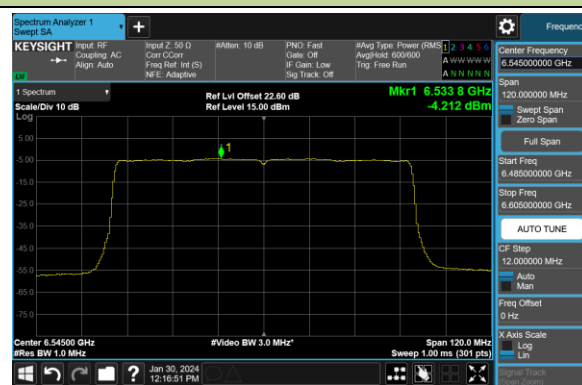 Spectrum Analyzer 1
Swept SA
Frequency
KEYSIGHT
Input: RF
Coupling: AC
Align: Auto
Input Z: 50 Ω
Corr CCorr
Freq Ref: Int (S)
NFE: Adaptive
#Atten: 10 dB
PNO: Fast
Gate: Off
IF Gain: Low
Sig Track: Off
#Avg Type: Power (RMS
Avg|Hold: 600/600
Trig: Free Run
1 2 3 4 5 6
A W W W W W
A N N N N N
LW
1 Spectrum
Scale/Div 10 dB
Log
Ref Lvl Offset 22.60 dB
Ref Level 15.00 dBm
Mkr1 6.533 8 GHz
-4.212 dBm
1
5.00
-5.00
-15.0
-25.0
-35.0
-45.0
-55.0
-65.0
-75.0
Center 6.54500 GHz
#Res BW 1.0 MHz
#Video BW 3.0 MHz*
Span 120.0 MHz
Sweep 1.00 ms (301 pts)
Center Frequency
6.545000000 GHz
Span
120.000000 MHz
Swept Span
Zero Span
Full Span
Start Freq
6.485000000 GHz
Stop Freq
6.605000000 GHz
AUTO TUNE
CF Step
12.000000 MHz
Auto
Man
Freq Offset
0 Hz
X Axis Scale
Log
Lin
Signal Track
(Span Zoom)
?
Jan 30, 2024
12:16:51 PM